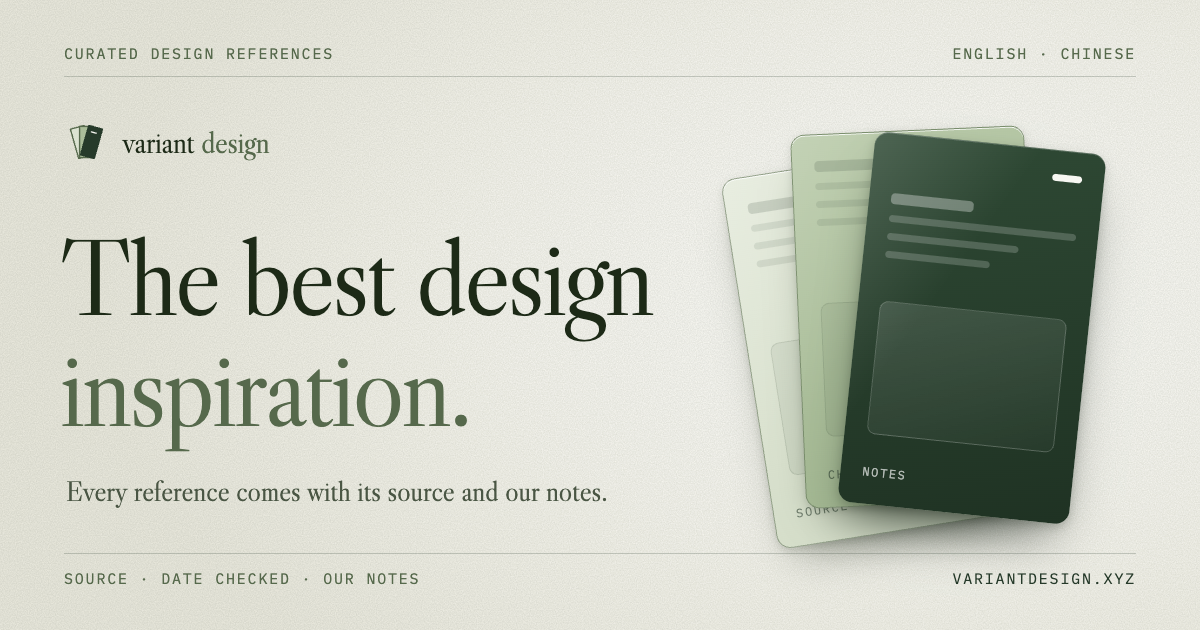 CURATED DESIGN REFERENCES
ENGLISH · CHINESE
variant design
The best design
inspiration.
Every reference comes with its source and our notes.
NOTES
SOURCE
SOURCE · DATE CHECKED · OUR NOTES
VARIANTDESIGN.XYZ